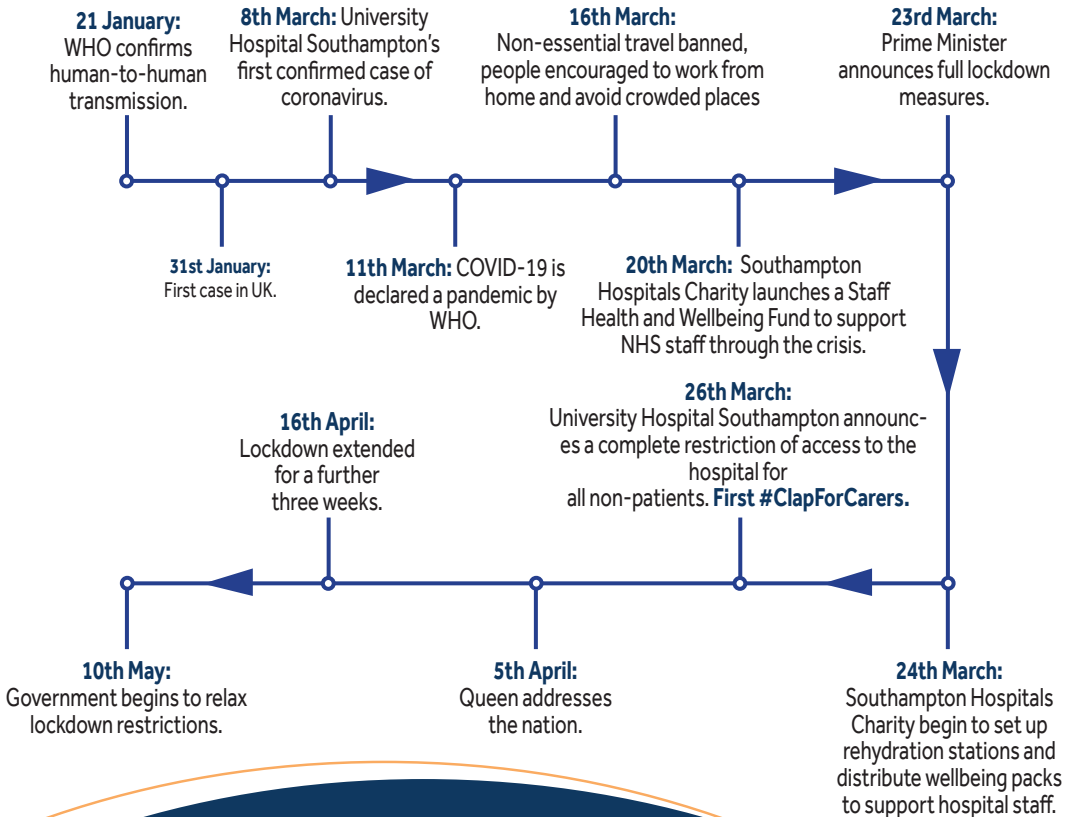 21 January:
WHO confirms
human-to-human
transmission.
31st January:
First case in UK.
8th March: University
Hospital Southampton's
first confirmed case of
coronavirus.
11th March: COVID-19 is
declared a pandemic by
WHO.
16th March:
Non-essential travel banned,
people encouraged to work from
home and avoid crowded places
20th March: Southampton
Hospitals Charity launches a Staff
Health and Wellbeing Fund to support
NHS staff through the crisis.
23rd March:
Prime Minister
announces full lockdown
measures.
24th March:
Southampton Hospitals
Charity begin to set up
rehydration stations and
distribute wellbeing packs
to support hospital staff.
26th March:
University Hospital Southampton announc-
es a complete restriction of access to the
hospital for
all non-patients. First #ClapForCarers.
5th April:
Queen addresses
the nation.
16th April:
Lockdown extended
for a further
three weeks.
10th May:
Government begins to relax
lockdown restrictions.